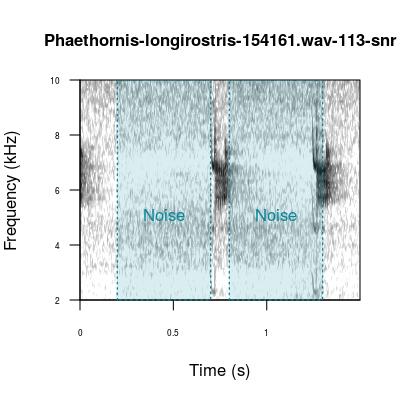 Phaethornis-longirostris-154161.wav-113-snr
10
8
6
4
2
Frequency (kHz)
Noise
Noise
0
0.5
1
Time (s)